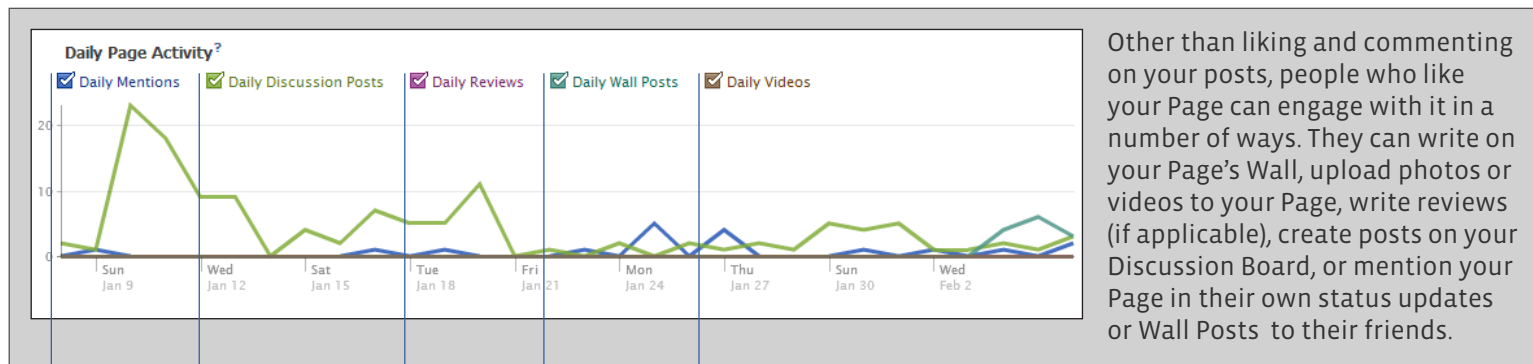 Daily Page Activity?
Daily Mentions Daily Discussion Posts Daily Reviews Daily Wall Posts Daily Videos
20
10
0
Sun Wed Sat Tue Fri Mon Thu Sun Wed
Jan 9 Jan 12 Jan 15 Jan 18 Jan 21 Jan 24 Jan 27 Jan 30 Feb 2
Other than liking and commenting
on your posts, people who like
your Page can engage with it in a
number of ways. They can write on
your Page’s Wall, upload photos or
videos to your Page, write reviews
(if applicable), create posts on your
Discussion Board, or mention your
Page in their own status updates
or Wall Posts  to their friends.